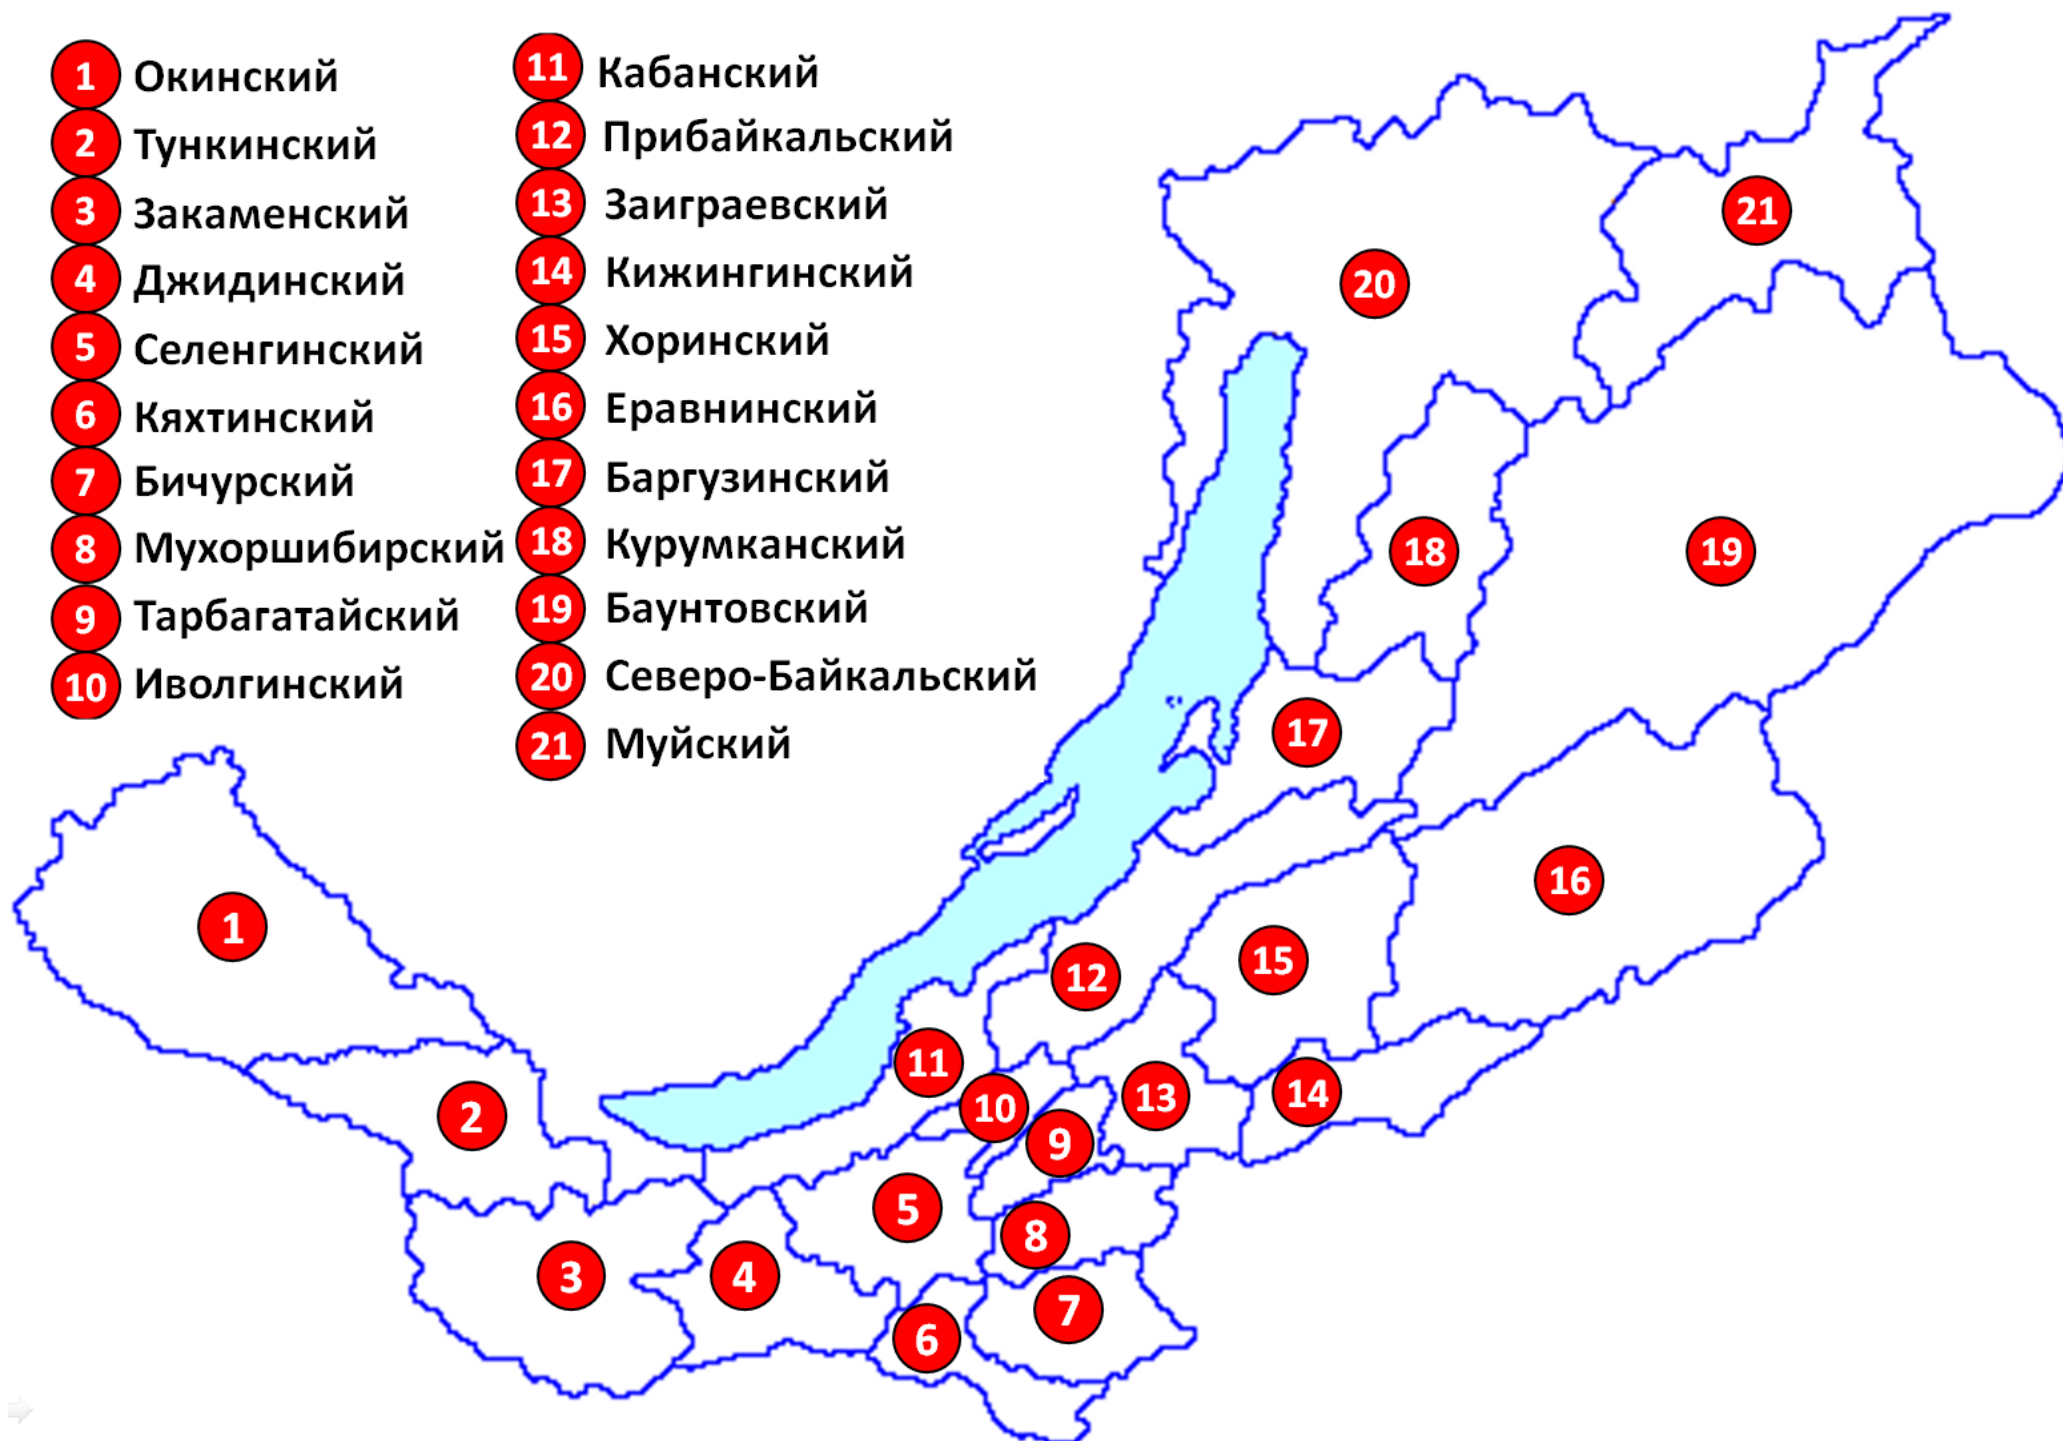 1 Окинский
2 Тункинский
3 Закаменский
4 Джидинский
5 Селенгинский
6 Кяхтинский
7 Бичурский
8 Мухоршибирский
9 Тарбагатайский
10 Иволгинский
11 Кабанский
12 Прибайкальский
13 Заиграевский
14 Кижингинский
15 Хоринский
16 Еравнинский
17 Баргузинский
18 Курумканский
19 Баунтовский
20 Северо-Байкальский
21 Муйский
21
20
18
19
17
16
1
15
12
11
14
13
10
2
9
5
8
3
4
7
6